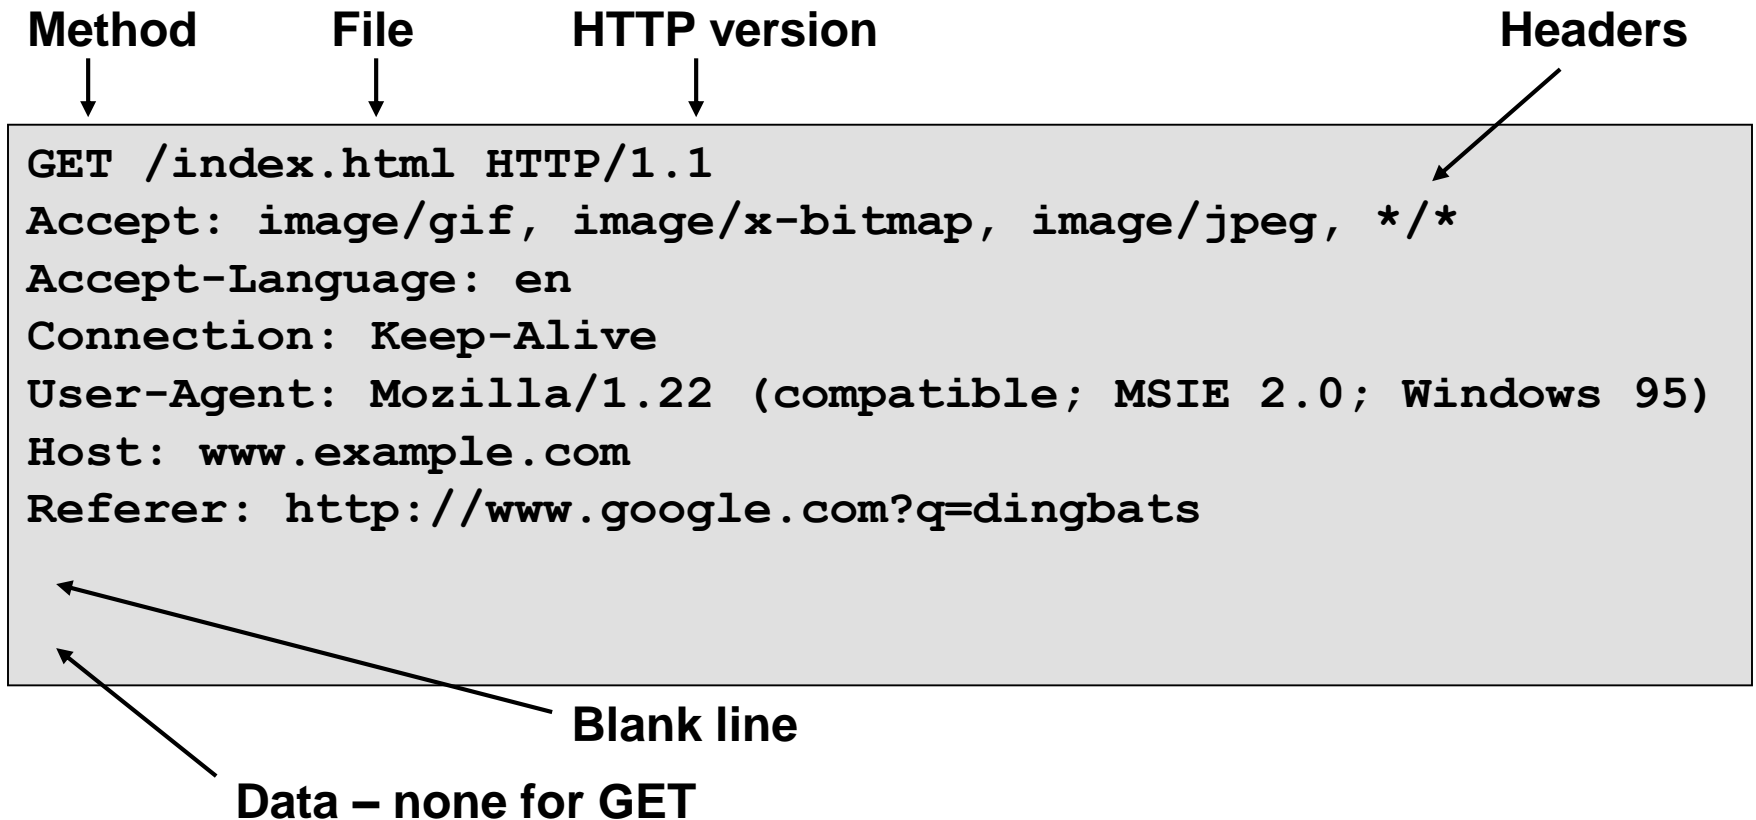 Method File HTTP version Headers
GET /index.html HTTP/1.1
Accept: image/gif, image/x-bitmap, image/jpeg, */*
Accept-Language: en
Connection: Keep-Alive
User-Agent: Mozilla/1.22 (compatible; MSIE 2.0; Windows 95)
Host: www.example.com
Referer: http://www.google.com?q=dingbats
Blank line
Data – none for GET